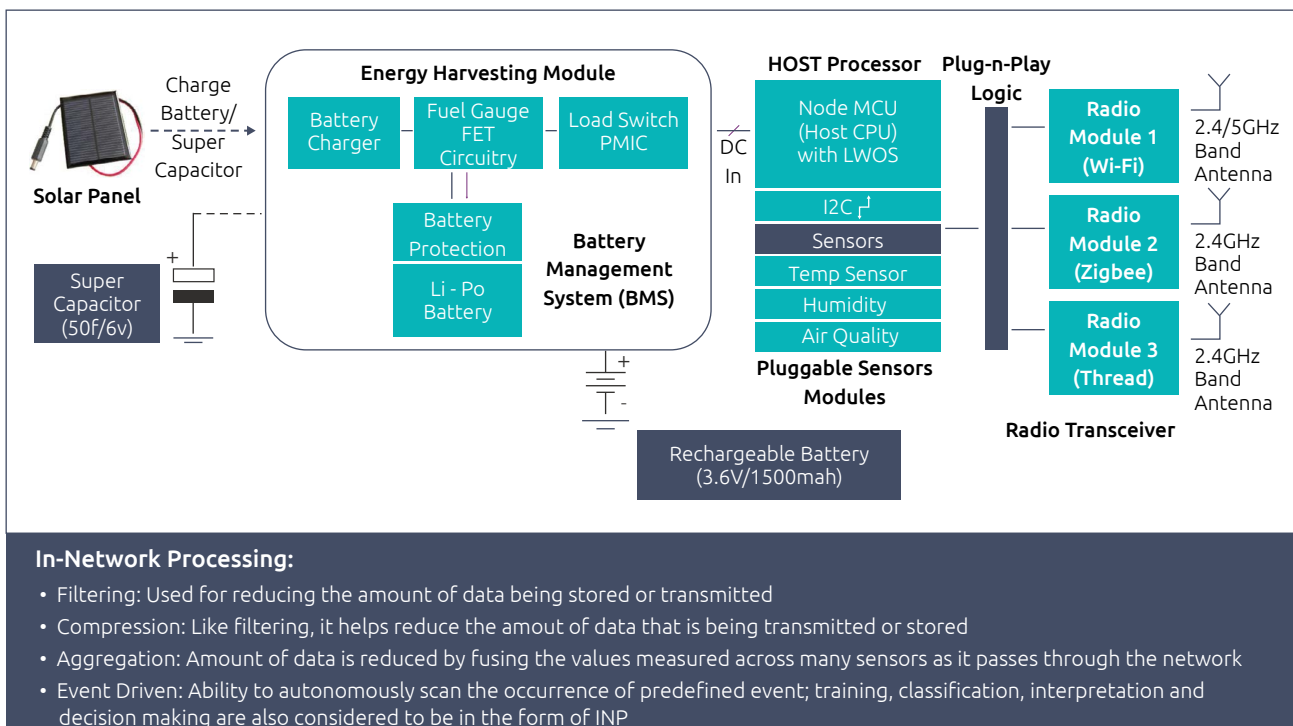 Solar Panel
Charge
Battery/
Super
Capacitor
+
Super
Capacitor
(50f/6v)
Energy Harvesting Module
Battery
Charger
Fuel Gauge
FET
Circuitry
Load Switch
PMIC
Battery
Protection
Li - Po
Battery
Battery
Management
System (BMS)
+
-
Rechargeable Battery
(3.6V/1500mah)
DC
In
HOST Processor
Node MCU
(Host CPU)
with LWOS
I2C
Sensors
Temp Sensor
Humidity
Air Quality
Pluggable Sensors
Modules
Plug-n-Play
Logic
Radio
Module 1
(Wi-Fi)
2.4/5GHz
Band
Antenna
Radio
Module 2
(Zigbee)
2.4GHz
Band
Antenna
Radio
Module 3
(Thread)
2.4GHz
Band
Antenna
Radio Transceiver
In-Network Processing:
• Filtering: Used for reducing the amount of data being stored or transmitted
• Compression: Like filtering, it helps reduce the amout of data that is being transmitted or stored
• Aggregation: Amount of data is reduced by fusing the values measured across many sensors as it passes through the network
• Event Driven: Ability to autonomously scan the occurrence of predefined event; training, classification, interpretation and
decision making are also considered to be in the form of INP